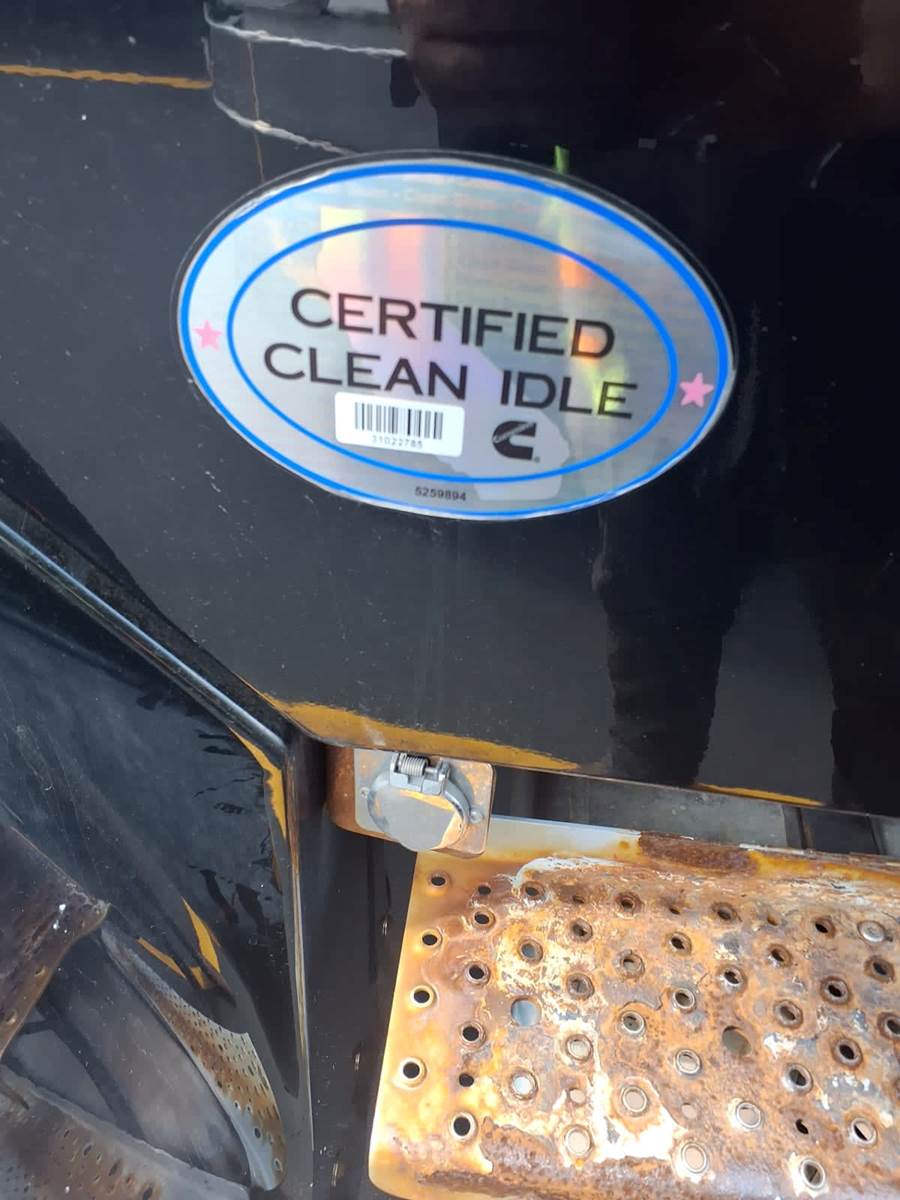 CERTIFIED
CLEAN IDLE
31022785
5259894